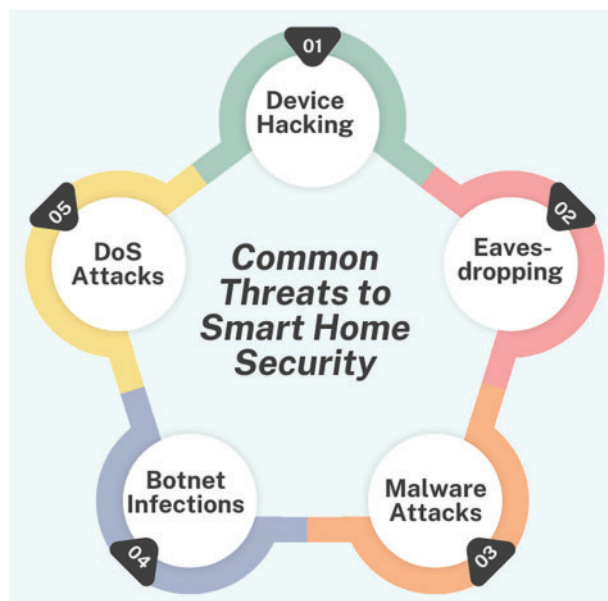 Common
Threats to
Smart Home
Security
01
Device
Hacking
02
Eaves-
dropping
03
Malware
Attacks
04
Botnet
Infections
05
DoS
Attacks